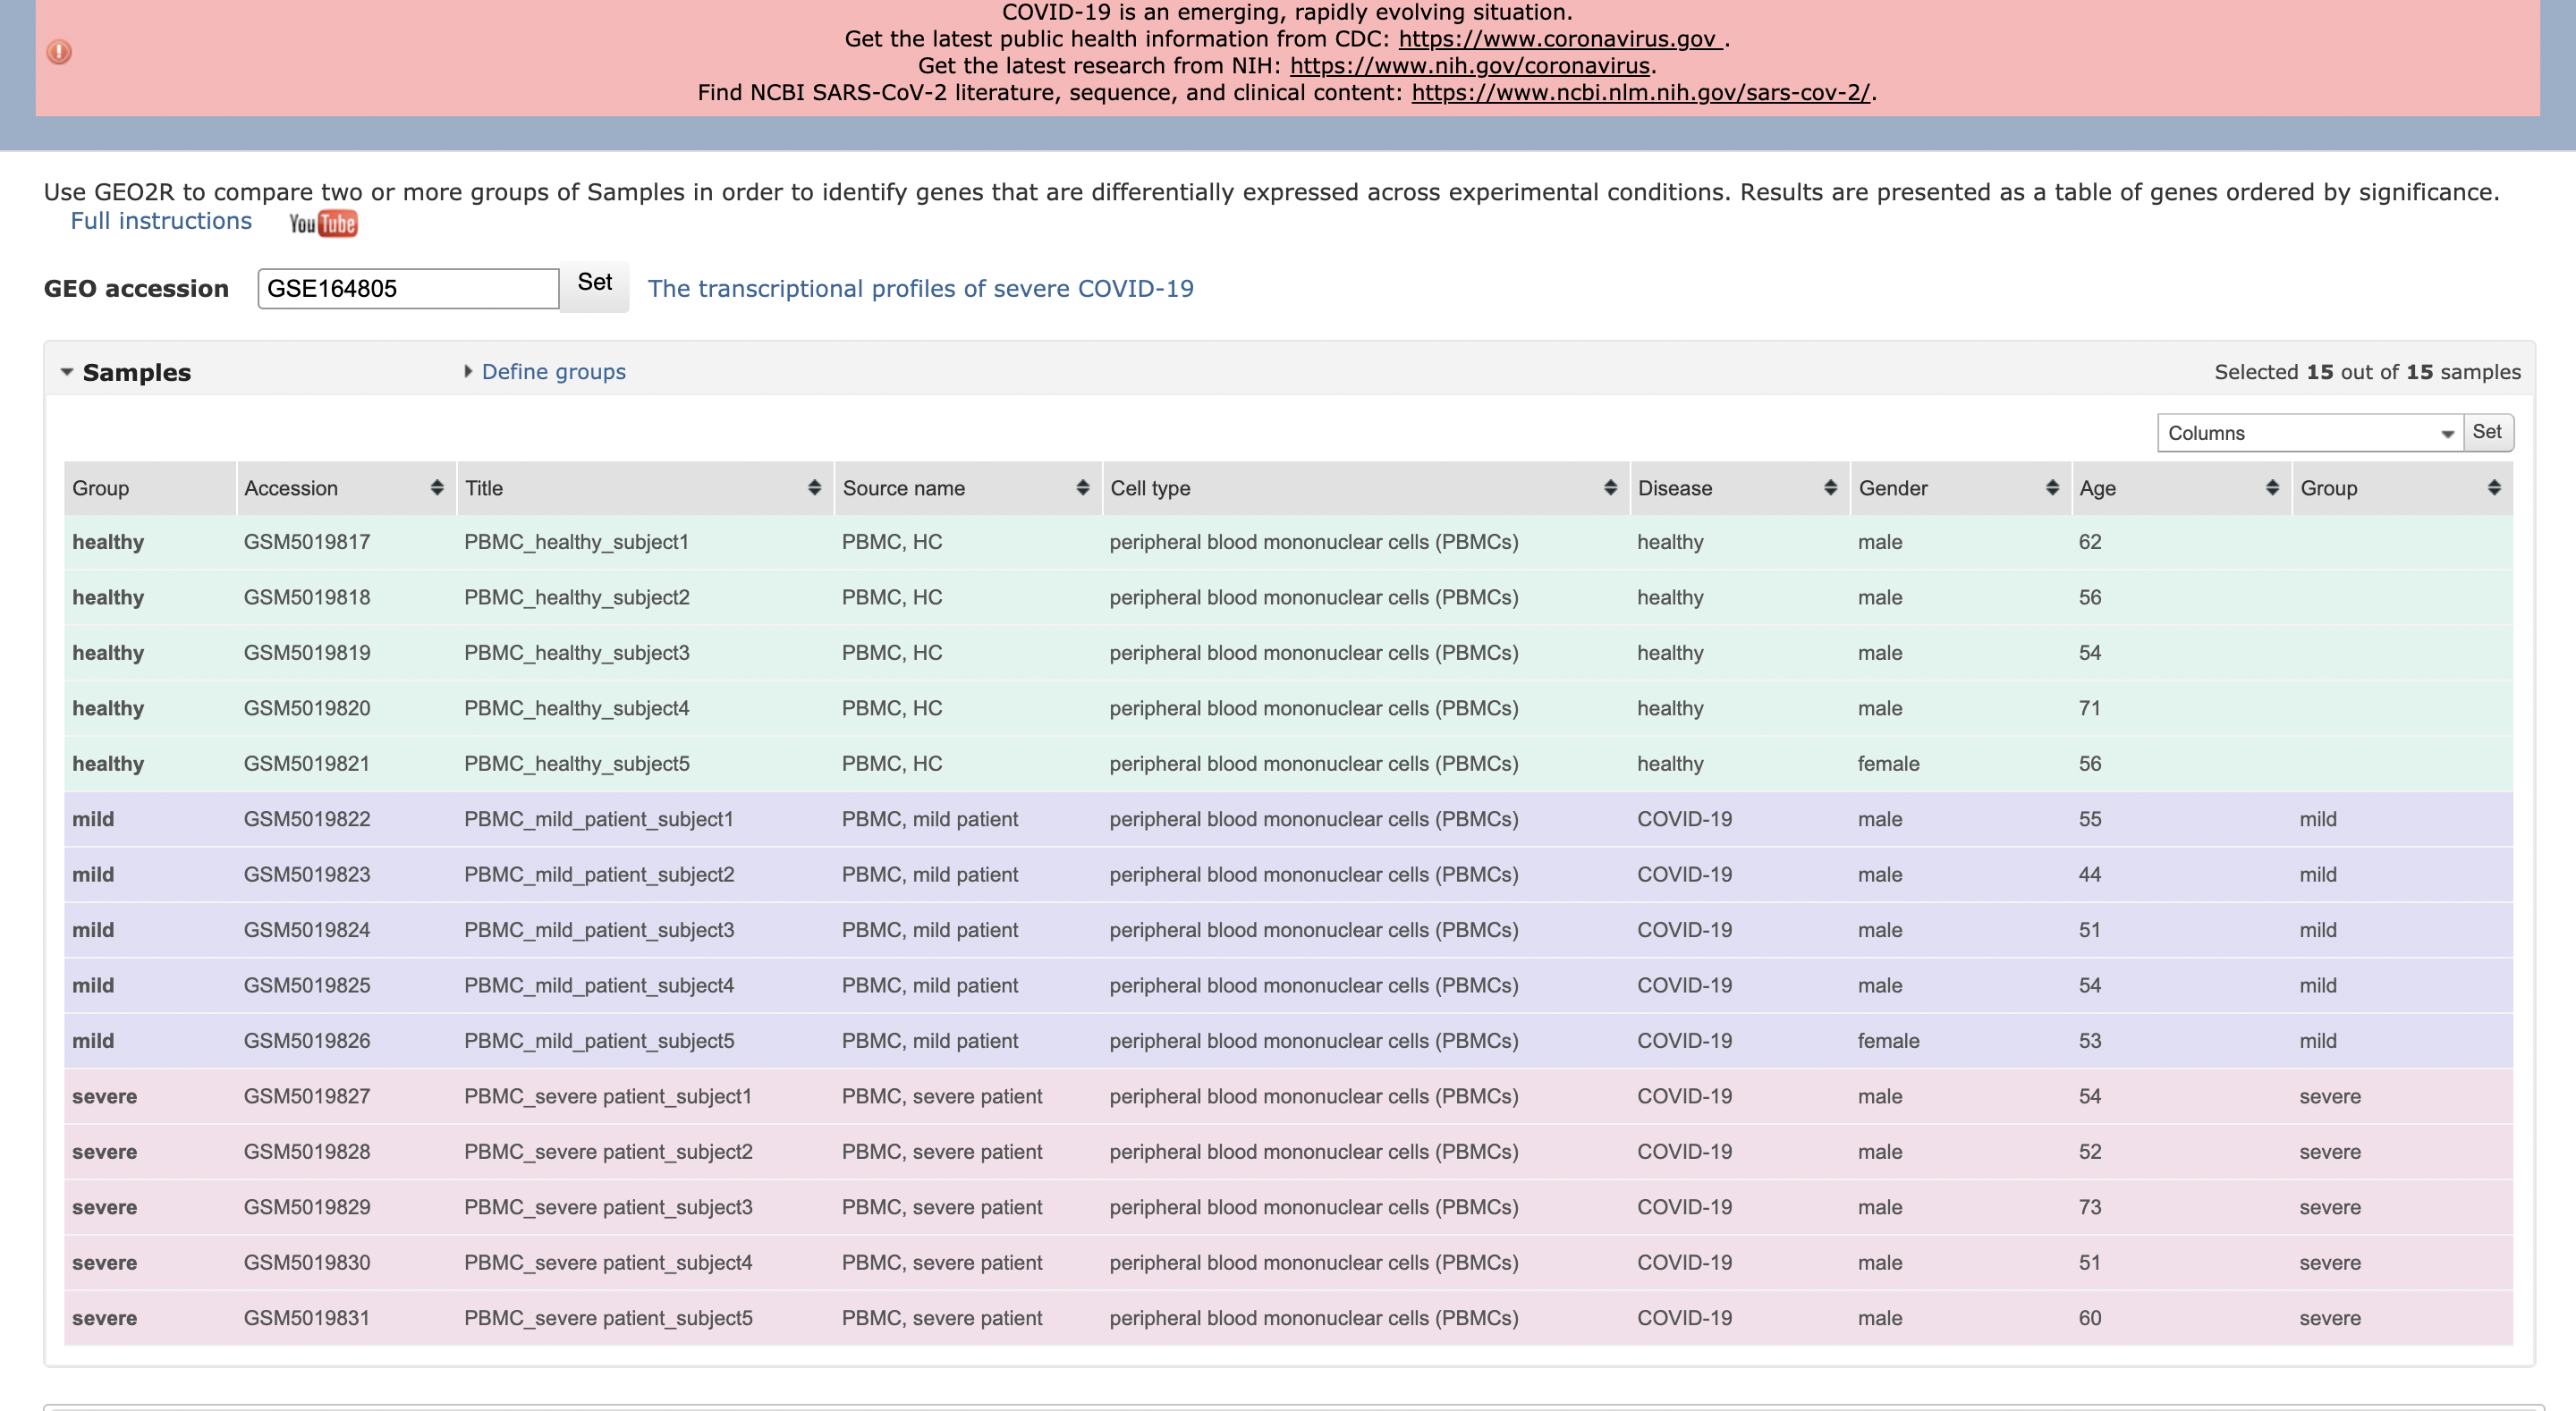 COVID-19 is an emerging, rapidly evolving situation.
Get the latest public health information from CDC: https://www.coronavirus.gov .
Get the latest research from NIH: https://www.nih.gov/coronavirus.
Find NCBI SARS-CoV-2 literature, sequence, and clinical content: https://www.ncbi.nlm.nih.gov/sars-cov-2/.
Use GEO2R to compare two or more groups of Samples in order to identify genes that are differentially expressed across experimental conditions. Results are presented as a table of genes ordered by significance.
Full instructions YouTube
GEO accession GSE164805 Set The transcriptional profiles of severe COVID-19
Samples Define groups Selected 15 out of 15 samples
Columns Set
Group Accession Title Source name Cell type Disease Gender Age Group
healthy GSM5019817 PBMC_healthy_subject1 PBMC, HC peripheral blood mononuclear cells (PBMCs) healthy male 62
healthy GSM5019818 PBMC_healthy_subject2 PBMC, HC peripheral blood mononuclear cells (PBMCs) healthy male 56
healthy GSM5019819 PBMC_healthy_subject3 PBMC, HC peripheral blood mononuclear cells (PBMCs) healthy male 54
healthy GSM5019820 PBMC_healthy_subject4 PBMC, HC peripheral blood mononuclear cells (PBMCs) healthy male 71
healthy GSM5019821 PBMC_healthy_subject5 PBMC, HC peripheral blood mononuclear cells (PBMCs) healthy female 56
mild GSM5019822 PBMC_mild_patient_subject1 PBMC, mild patient peripheral blood mononuclear cells (PBMCs) COVID-19 male 55 mild
mild GSM5019823 PBMC_mild_patient_subject2 PBMC, mild patient peripheral blood mononuclear cells (PBMCs) COVID-19 male 44 mild
mild GSM5019824 PBMC_mild_patient_subject3 PBMC, mild patient peripheral blood mononuclear cells (PBMCs) COVID-19 male 51 mild
mild GSM5019825 PBMC_mild_patient_subject4 PBMC, mild patient peripheral blood mononuclear cells (PBMCs) COVID-19 male 54 mild
mild GSM5019826 PBMC_mild_patient_subject5 PBMC, mild patient peripheral blood mononuclear cells (PBMCs) COVID-19 female 53 mild
severe GSM5019827 PBMC_severe patient_subject1 PBMC, severe patient peripheral blood mononuclear cells (PBMCs) COVID-19 male 54 severe
severe GSM5019828 PBMC_severe patient_subject2 PBMC, severe patient peripheral blood mononuclear cells (PBMCs) COVID-19 male 52 severe
severe GSM5019829 PBMC_severe patient_subject3 PBMC, severe patient peripheral blood mononuclear cells (PBMCs) COVID-19 male 73 severe
severe GSM5019830 PBMC_severe patient_subject4 PBMC, severe patient peripheral blood mononuclear cells (PBMCs) COVID-19 male 51 severe
severe GSM5019831 PBMC_severe patient_subject5 PBMC, severe patient peripheral blood mononuclear cells (PBMCs) COVID-19 male 60 severe